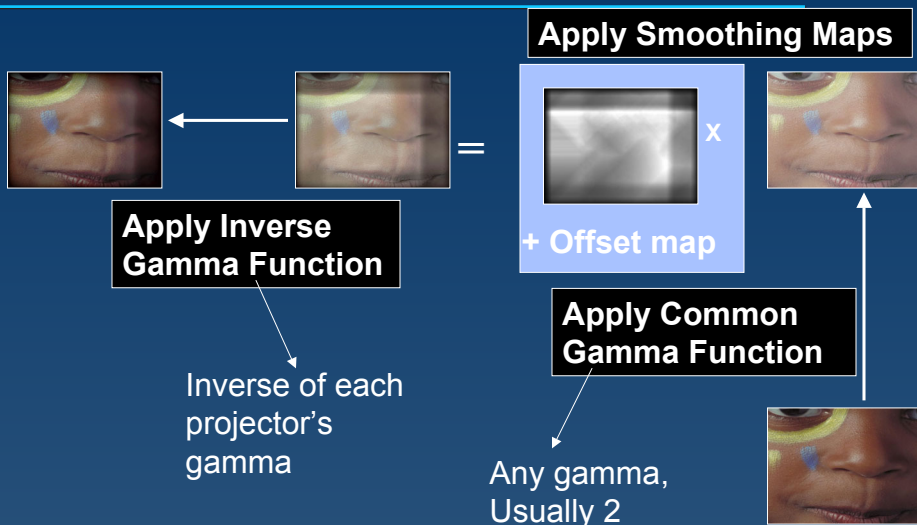 Apply Smoothing Maps
=
x
+ Offset map
Apply Inverse
Gamma Function
Apply Common
Gamma Function
Inverse of each
projector's
gamma
Any gamma,
Usually 2